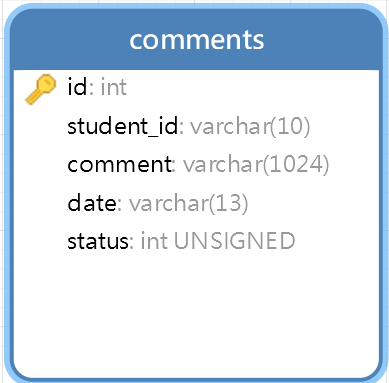 comments
id: int
student_id: varchar(10)
comment: varchar(1024)
date: varchar(13)
status: int UNSIGNED